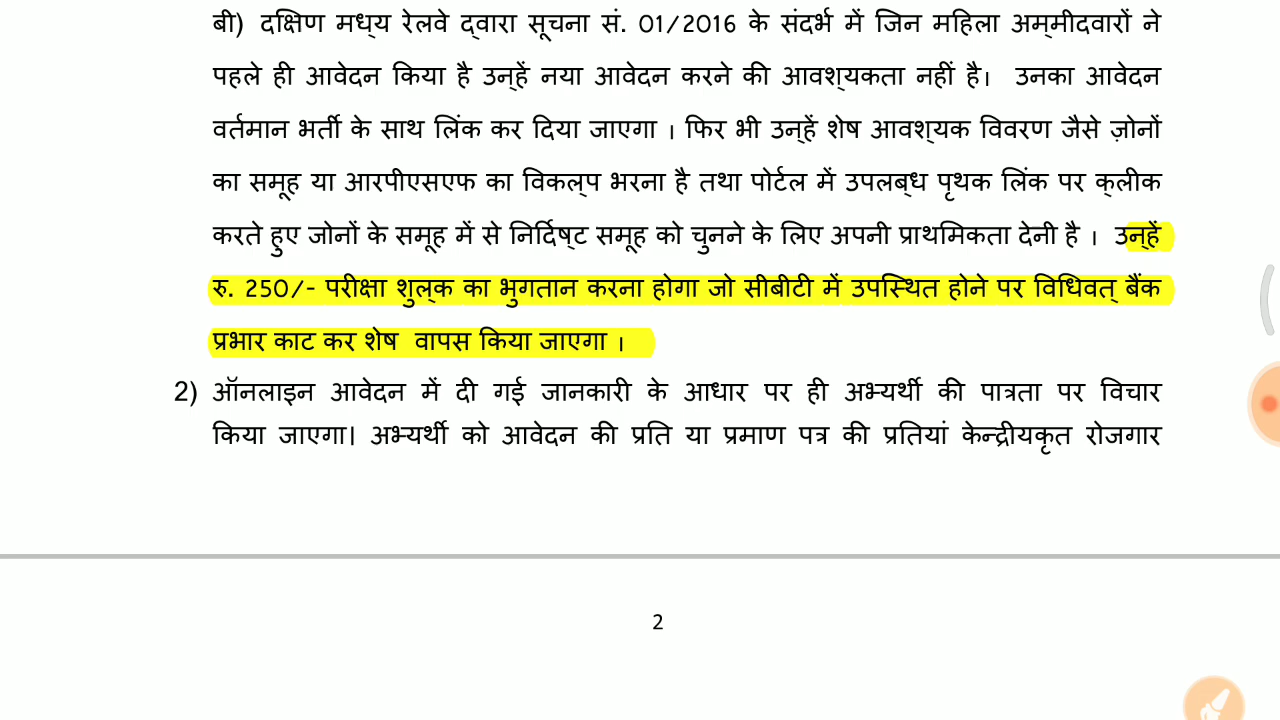 बी) दक्षिण मध्य रेलवे द्वारा सूचना सं. 01/2016 के संदर्भ में जिन महिला अम्मीदवारों ने
पहले ही आवेदन किया है उन्हें नया आवेदन करने की आवश्यकता नहीं है। उनका आवेदन
वर्तमान भर्ती के साथ लिंक कर दिया जाएगा । फिर भी उन्हें शेष आवश्यक विवरण जैसे ज़ोनों
का समूह या आरपीएसएफ का विकल्प भरना है तथा पोर्टल में उपलब्ध पृथक लिंक पर क्लीक
करते हुए जोनों के समूह में से निर्दिष्ट समूह को चुनने के लिए अपनी प्राथमिकता देनी है । उन्हें
रु. 250/- परीक्षा शुल्क का भुगतान करना होगा जो सीबीटी में उपस्थित होने पर विधिवत् बैंक
प्रभार काट कर शेष वापस किया जाएगा ।
2) ऑनलाइन आवेदन में दी गई जानकारी के आधार पर ही अभ्यर्थी की पात्रता पर विचार
किया जाएगा। अभ्यर्थी को आवेदन की प्रति या प्रमाण पत्र की प्रतियां केन्द्रीयकृत रोजगार
2